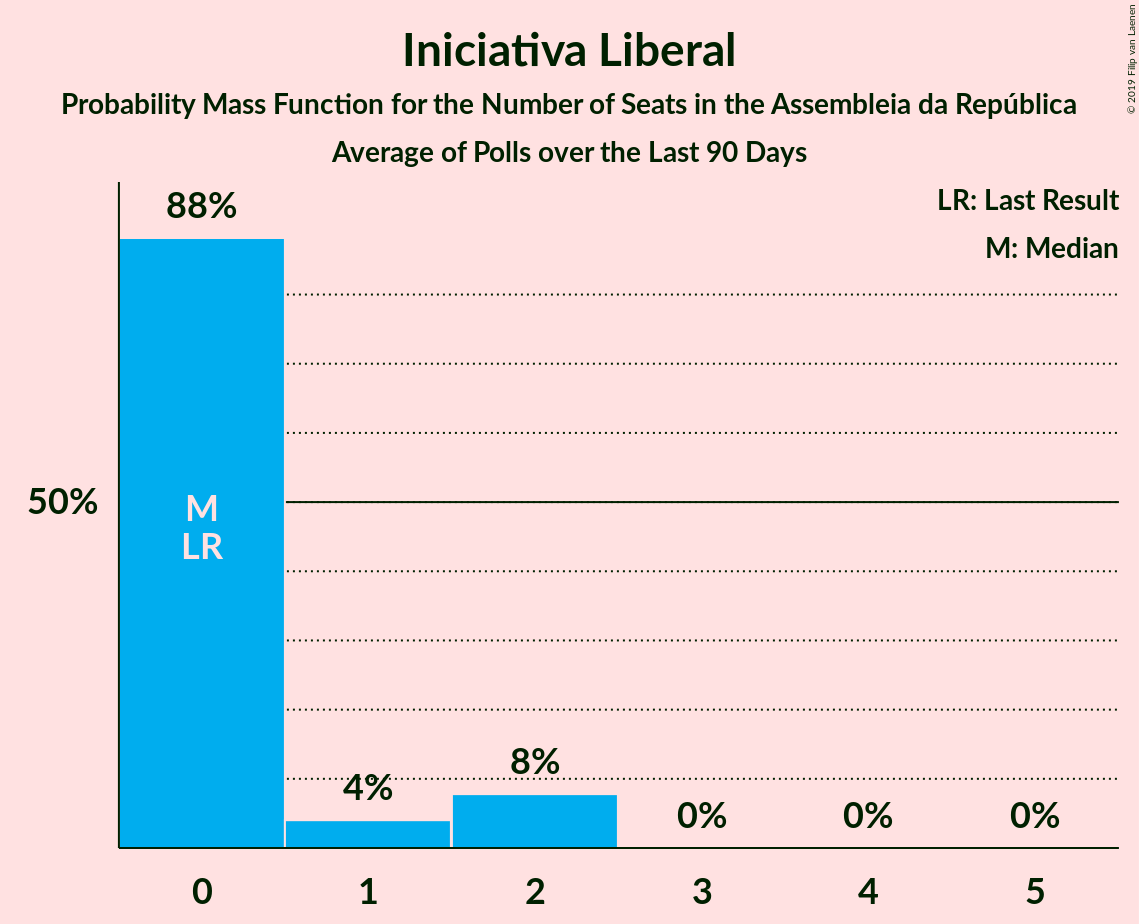 Iniciativa Liberal
Probability Mass Function for the Number of Seats in the Assembleia da República
Average of Polls over the Last 90 Days
© 2019 Filip van Laenen
LR: Last Result
M: Median
88%
50%
M
LR
4%
8%
0%
0%
0%
0
1
2
3
4
5